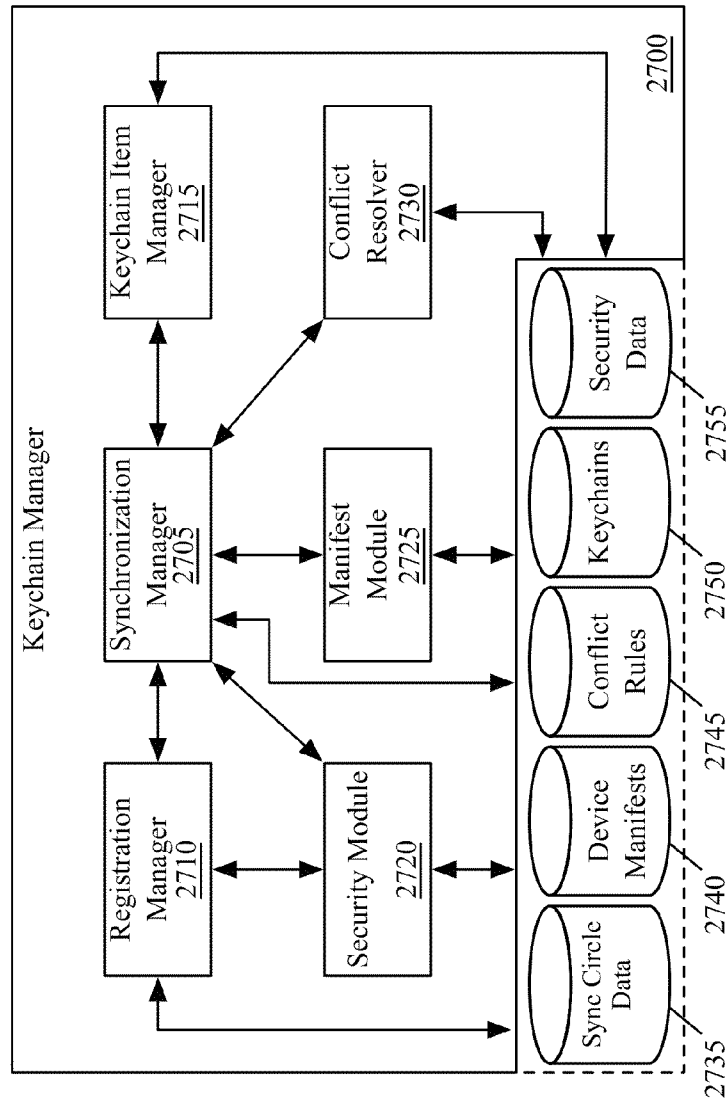 Keychain Manager
Registration
Manager
2710
Synchronization
Manager
2705
Keychain Item
Manager
2715
Security Module
2720
Manifest
Module
2725
Conflict
Resolver
2730
Sync Circle
Data
Device
Manifests
Conflict
Rules
Keychains
Security
Data
2700
2735
2740
2745
2750
2755